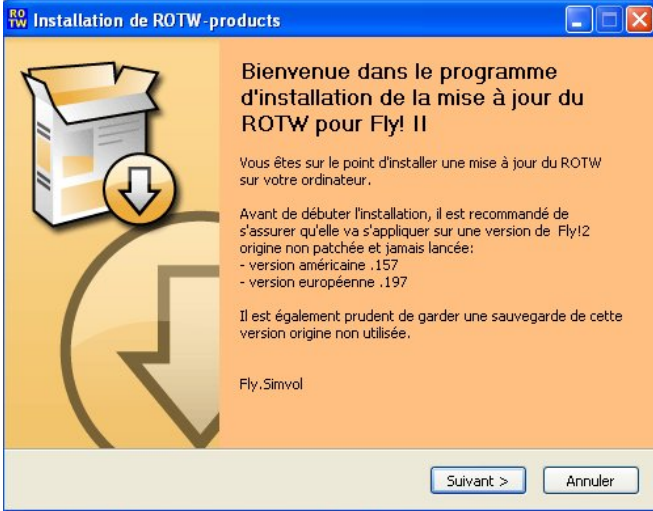 RO
TW
Installation de ROTW-products
Bienvenue dans le programme
d'installation de la mise à jour du
ROTW pour Fly! II
Vous êtes sur le point d'installer une mise à jour du ROTW
sur votre ordinateur.
Avant de débuter l'installation, il est recommandé de
s'assurer qu'elle va s'appliquer sur une version de Fly!2
origine non patchée et jamais lancée:
- version américaine .157
- version européenne .197
Il est également prudent de garder une sauvegarde de cette
version origine non utilisée.
Fly.Simvol
Suivant >
Annuler